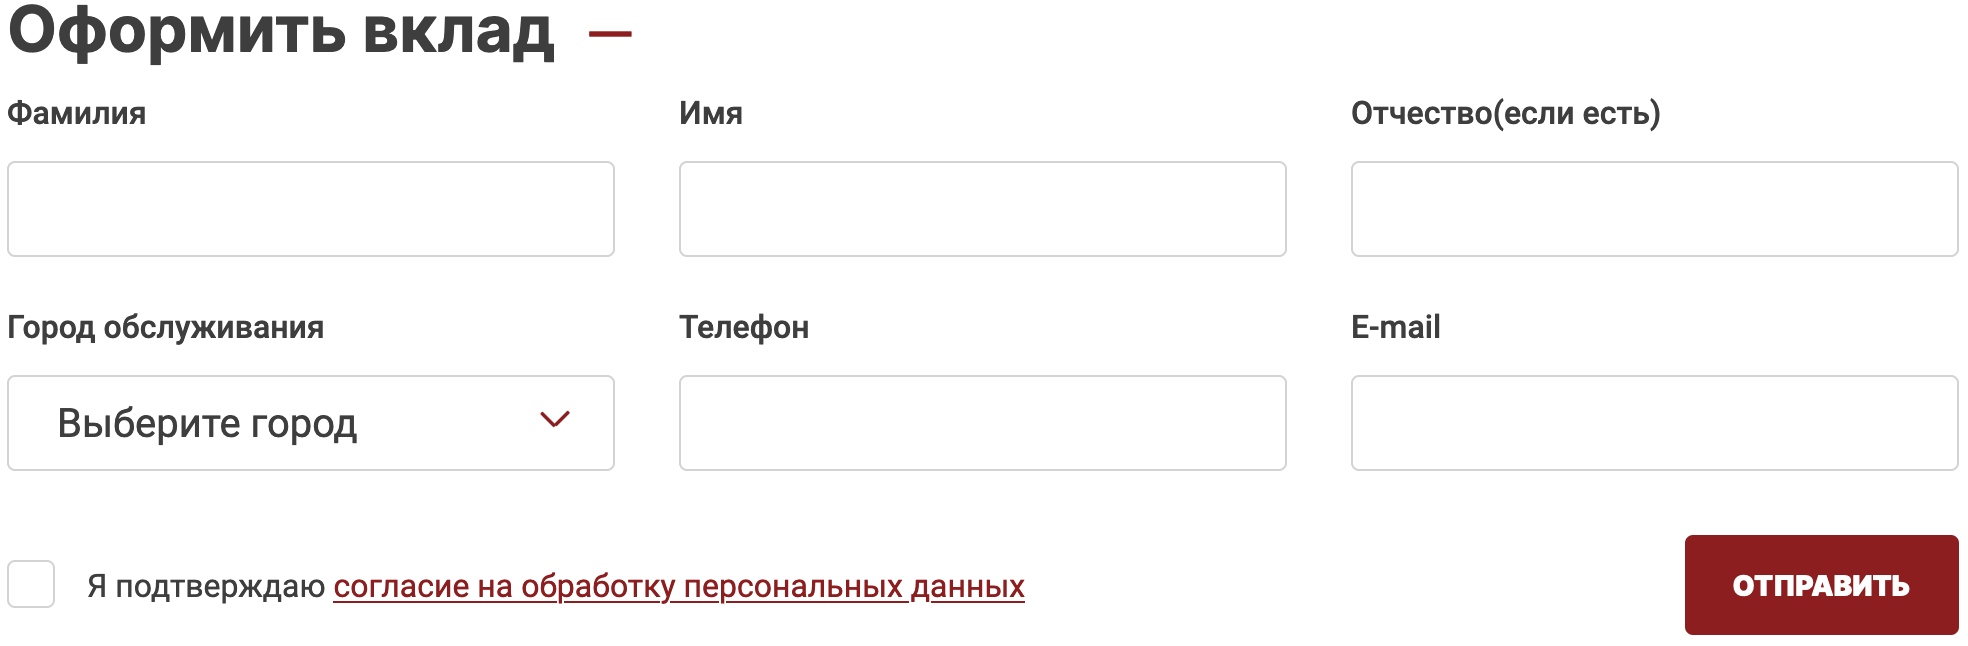 Оформить вклад —
Фамилия
Имя
Отчество(если есть)
Город обслуживания
Телефон
E-mail
Выберите город
Я подтверждаю согласие на обработку персональных данных
ОТПРАВИТЬ